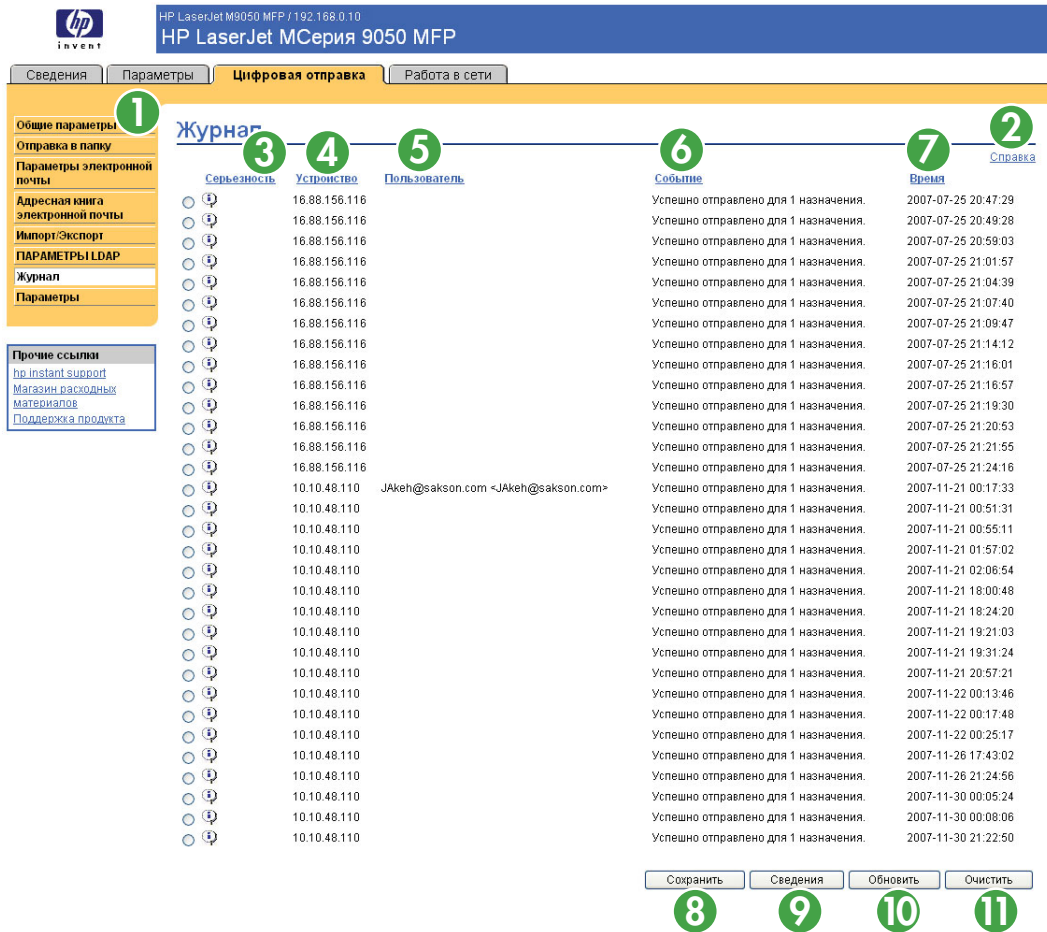 hp
invent
HP LaserJet M9050 MFP / 192.168.0.10
HP LaserJet MСерия 9050 MFP
Сведения Параметры Цифровая отправка Работа в сети
1
Общие параметры
Отправка в папку
Параметры электронной
почты
Адресная книга
электронной почты
Импорт/Экспорт
ПАРАМЕТРЫ LDAP
Журнал
Параметры
Прочие ссылки
hp instant support
Магазин расходных
материалов
Поддержка продукта
Журнал
2
Справка
3 4 5 6 7
Серьезность Устройство Пользователь Событие Время
16.88.156.116 Успешно отправлено для 1 назначения. 2007-07-25 20:47:29
16.88.156.116 Успешно отправлено для 1 назначения. 2007-07-25 20:49:28
16.88.156.116 Успешно отправлено для 1 назначения. 2007-07-25 20:59:03
16.88.156.116 Успешно отправлено для 1 назначения. 2007-07-25 21:01:57
16.88.156.116 Успешно отправлено для 1 назначения. 2007-07-25 21:04:39
16.88.156.116 Успешно отправлено для 1 назначения. 2007-07-25 21:07:40
16.88.156.116 Успешно отправлено для 1 назначения. 2007-07-25 21:09:47
16.88.156.116 Успешно отправлено для 1 назначения. 2007-07-25 21:14:12
16.88.156.116 Успешно отправлено для 1 назначения. 2007-07-25 21:16:01
16.88.156.116 Успешно отправлено для 1 назначения. 2007-07-25 21:16:57
16.88.156.116 Успешно отправлено для 1 назначения. 2007-07-25 21:19:30
16.88.156.116 Успешно отправлено для 1 назначения. 2007-07-25 21:20:53
16.88.156.116 Успешно отправлено для 1 назначения. 2007-07-25 21:21:55
16.88.156.116 Успешно отправлено для 1 назначения. 2007-07-25 21:24:16
10.10.48.110 JAkeh@sakson.com <JAkeh@sakson.com> Успешно отправлено для 1 назначения. 2007-11-21 00:17:33
10.10.48.110 Успешно отправлено для 1 назначения. 2007-11-21 00:51:31
10.10.48.110 Успешно отправлено для 1 назначения. 2007-11-21 00:55:11
10.10.48.110 Успешно отправлено для 1 назначения. 2007-11-21 01:57:02
10.10.48.110 Успешно отправлено для 1 назначения. 2007-11-21 02:06:54
10.10.48.110 Успешно отправлено для 1 назначения. 2007-11-21 18:00:48
10.10.48.110 Успешно отправлено для 1 назначения. 2007-11-21 18:24:20
10.10.48.110 Успешно отправлено для 1 назначения. 2007-11-21 19:21:03
10.10.48.110 Успешно отправлено для 1 назначения. 2007-11-21 19:31:24
10.10.48.110 Успешно отправлено для 1 назначения. 2007-11-21 20:57:21
10.10.48.110 Успешно отправлено для 1 назначения. 2007-11-22 00:13:46
10.10.48.110 Успешно отправлено для 1 назначения. 2007-11-22 00:17:48
10.10.48.110 Успешно отправлено для 1 назначения. 2007-11-22 00:25:17
10.10.48.110 Успешно отправлено для 1 назначения. 2007-11-26 17:43:02
10.10.48.110 Успешно отправлено для 1 назначения. 2007-11-26 21:24:56
10.10.48.110 Успешно отправлено для 1 назначения. 2007-11-30 00:05:24
10.10.48.110 Успешно отправлено для 1 назначения. 2007-11-30 00:08:06
10.10.48.110 Успешно отправлено для 1 назначения. 2007-11-30 21:22:50
Сохранить Сведения Обновить Очистить
8 9 10 11